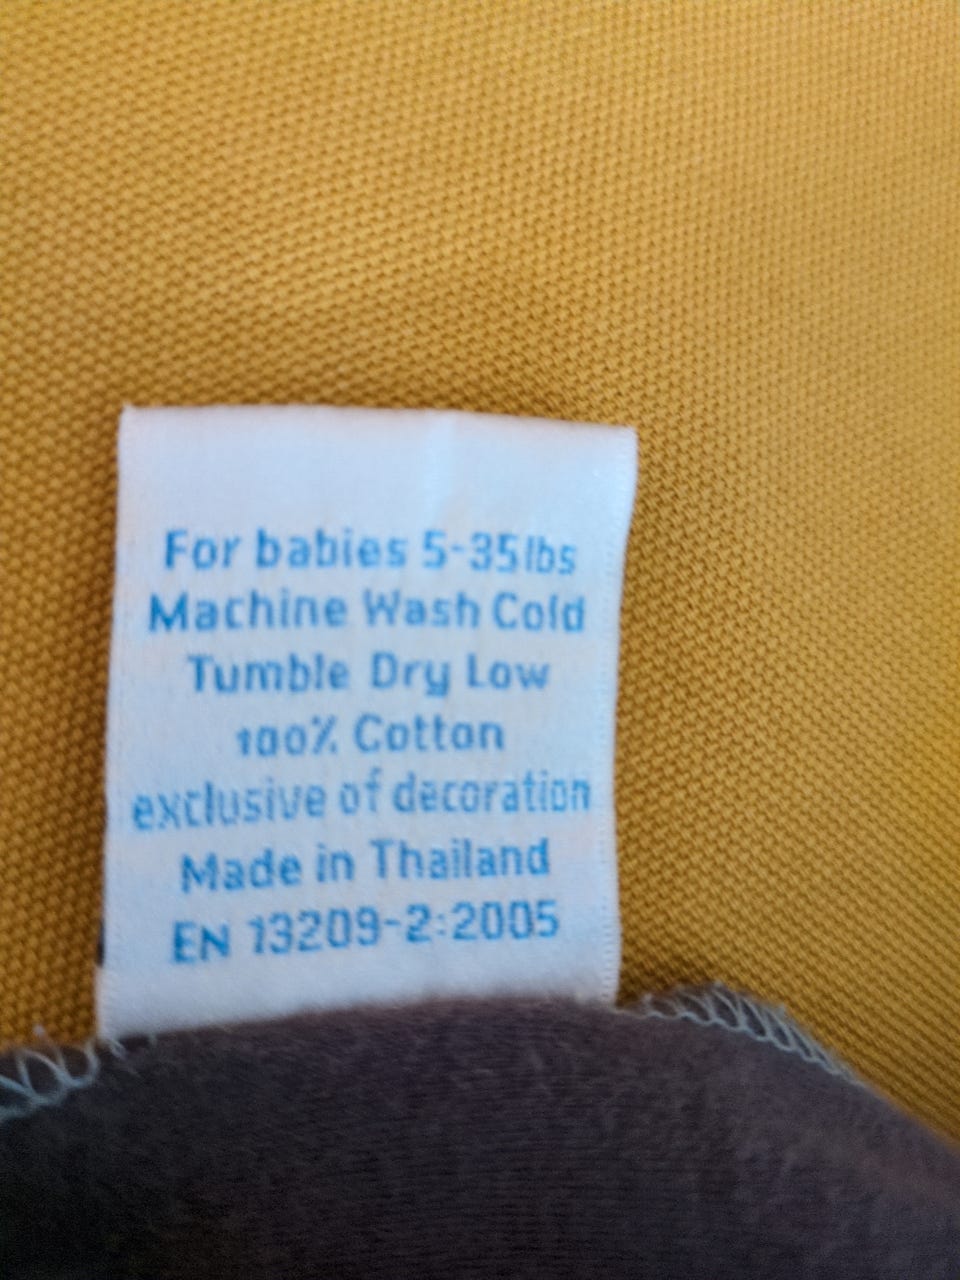 For babies 5-35lbs
Machine Wash Cold
Tumble Dry Low
100% Cotton
exclusive of decoration
Made in Thailand
EN 13209-2:2005